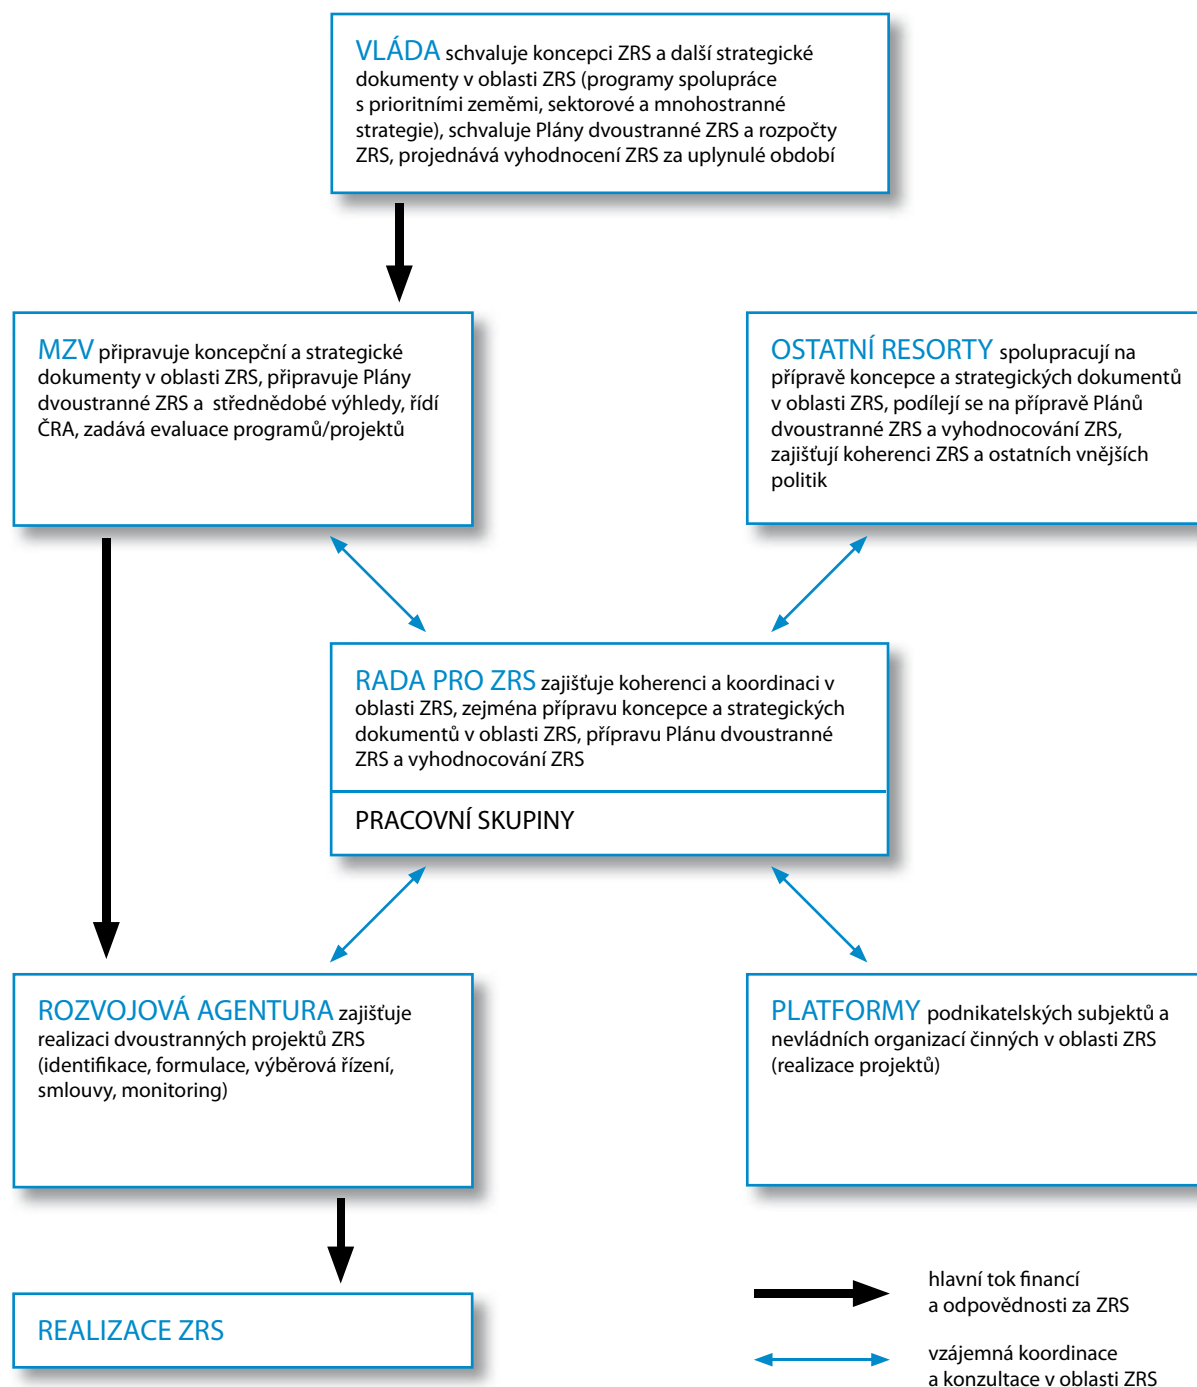 VLÁDA schvaluje koncepci ZRS a další strategické
dokumenty v oblasti ZRS (programy spolupráce
s prioritními zeměmi, sektorové a mnohostranné
strategie), schvaluje Plány dvoustranné ZRS a rozpočty
ZRS, projednává vyhodnocení ZRS za uplynulé období
MZV připravuje koncepční a strategické
dokumenty v oblasti ZRS, připravuje Plány
dvoustranné ZRS a střednědobé výhledy, řídí
ČRA, zadává evaluace programů/projektů
OSTATNÍ RESORTY spolupracují na
přípravě koncepce a strategických dokumentů
v oblasti ZRS, podílejí se na přípravě Plánů
dvoustranné ZRS a vyhodnocování ZRS,
zajišťují koherenci ZRS a ostatních vnějších
politik
RADA PRO ZRS zajišťuje koherenci a koordinaci v
oblasti ZRS, zejména přípravu koncepce a strategických
dokumentů v oblasti ZRS, přípravu Plánu dvoustranné
ZRS a vyhodnocování ZRS
PRACOVNÍ SKUPINY
ROZVOJOVÁ AGENTURA zajišťuje
realizaci dvoustranných projektů ZRS
(identifikace, formulace, výběrová řízení,
smlouvy, monitoring)
PLATFORMY podnikatelských subjektů a
nevládních organizací činných v oblasti ZRS
(realizace projektů)
REALIZACE ZRS
hlavní tok financí
a odpovědnosti za ZRS
vzájemná koordinace
a konzultace v oblasti ZRS